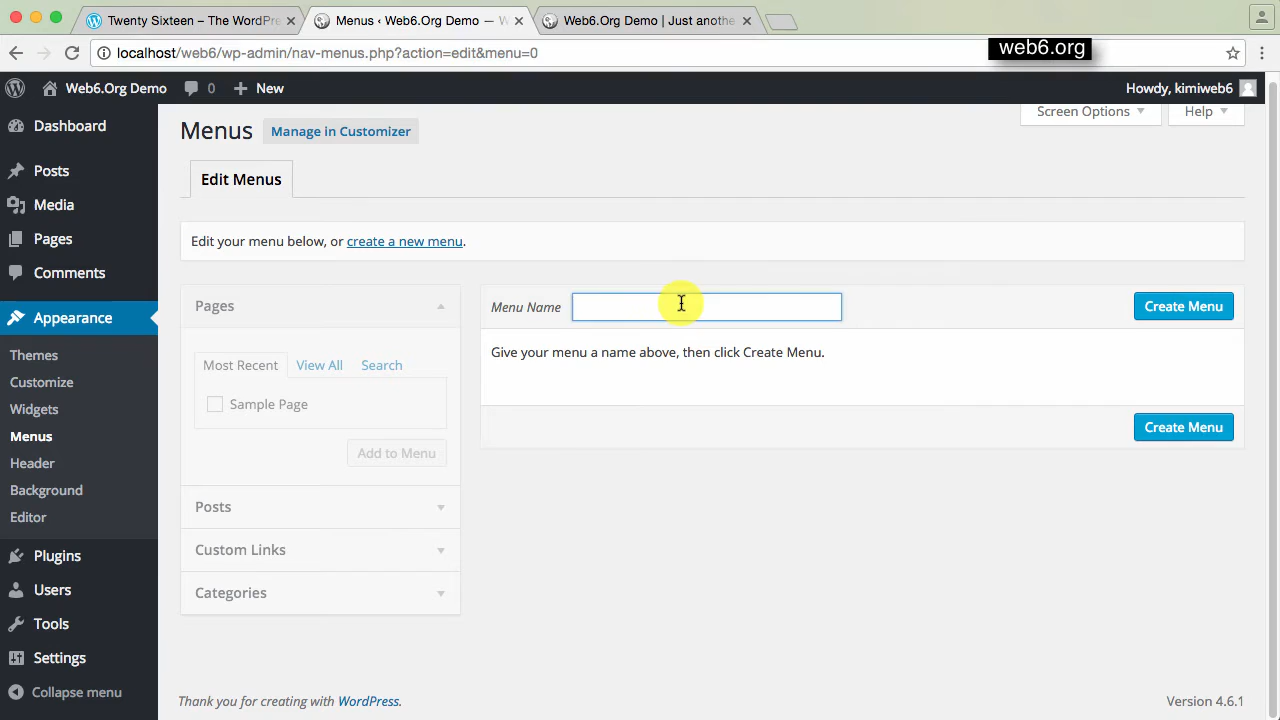 Twenty Sixteen – The WordPre
Menus ‹ Web6.Org Demo — W
Web6.Org Demo | Just anothe
localhost/web6/wp-admin/nav-menus.php?action=edit&menu=0
web6.org
Web6.Org Demo
0
New
Howdy, kimiweb6
Dashboard
Posts
Media
Pages
Comments
Appearance
Themes
Customize
Widgets
Menus
Header
Background
Editor
Plugins
Users
Tools
Settings
Collapse menu
Menus
Manage in Customizer
Screen Options
Help
Edit Menus
Edit your menu below, or create a new menu.
Pages
Most Recent
View All
Search
Sample Page
Add to Menu
Posts
Custom Links
Categories
Menu Name
Create Menu
Give your menu a name above, then click Create Menu.
Create Menu
Thank you for creating with WordPress.
Version 4.6.1